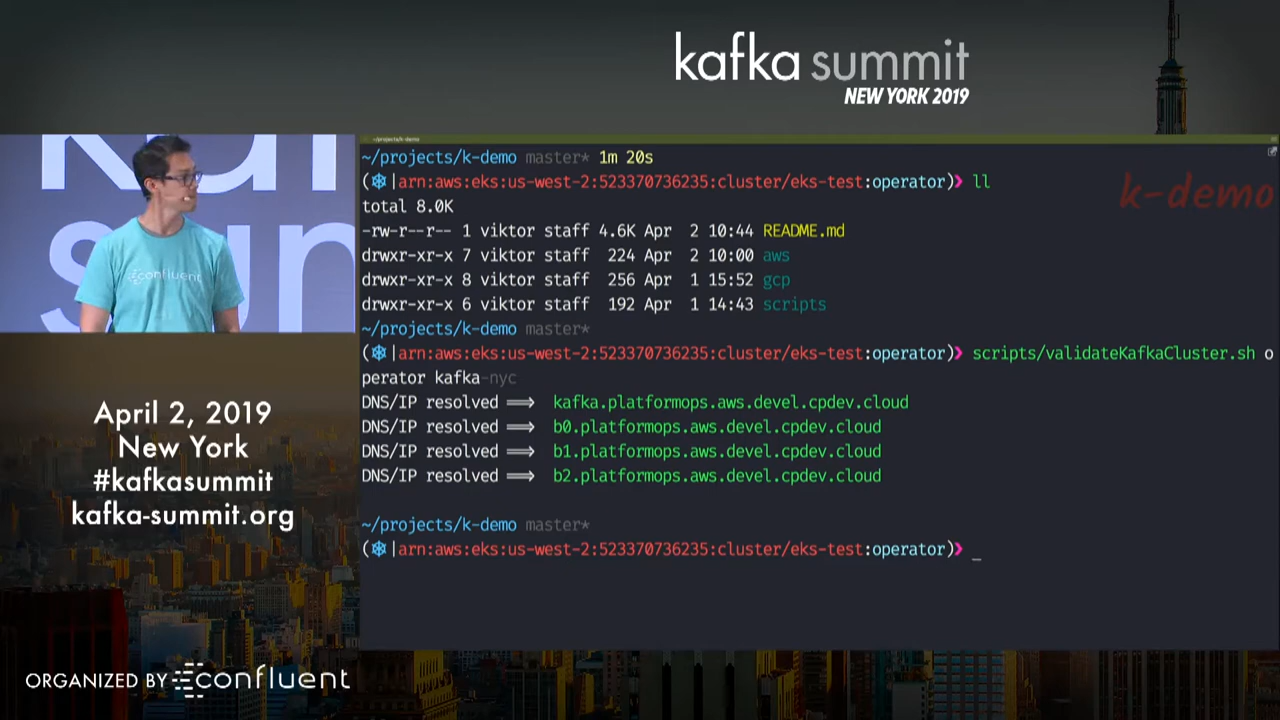 kafka summit
NEW YORK 2019
~/projects/k-demo
~/projects/k-demo master* 1m 20s
(☸|arn:aws:eks:us-west-2:523370736235:cluster/eks-test:operator)❯ ll
k-demo
total 8.0K
-rw-r--r-- 1 viktor staff 4.6K Apr 2 10:44 README.md
drwxr-xr-x 7 viktor staff 224 Apr 2 10:00 aws
drwxr-xr-x 8 viktor staff 256 Apr 1 15:52 gcp
drwxr-xr-x 6 viktor staff 192 Apr 1 14:43 scripts
~/projects/k-demo master*
(☸|arn:aws:eks:us-west-2:523370736235:cluster/eks-test:operator)❯ scripts/validateKafkaCluster.sh o
perator kafka-nyc
DNS/IP resolved ==> kafka.platformops.aws.devel.cpdev.cloud
DNS/IP resolved ==> b0.platformops.aws.devel.cpdev.cloud
DNS/IP resolved ==> b1.platformops.aws.devel.cpdev.cloud
DNS/IP resolved ==> b2.platformops.aws.devel.cpdev.cloud
~/projects/k-demo master*
(☸|arn:aws:eks:us-west-2:523370736235:cluster/eks-test:operator)❯ _
confluent
April 2, 2019
New York
#kafkasummit
kafka-summit.org
ORGANIZED BY confluent